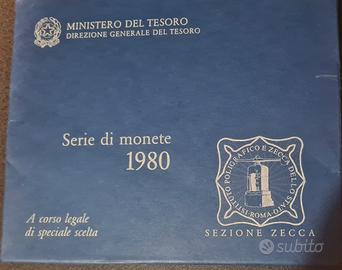 MINISTERO DEL TESORO
DIREZIONE GENERALE DEL TESORO
Serie di monete
1980
A corso legale
di speciale scelta
ISTITUTO POLIGRAFICO E ZECCA DELLO STATO
ROMA
SEZIONE ZECCA
subito